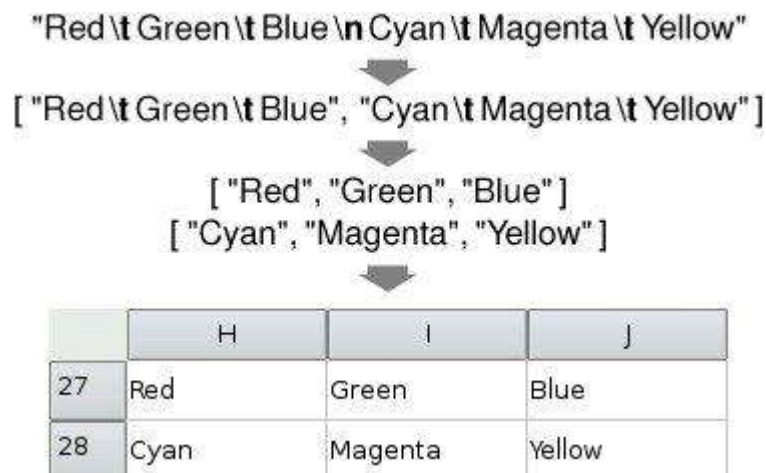 "Red\t Green\t Blue\n Cyan\t Magenta\t Yellow"
[ "Red\t Green\t Blue", "Cyan\t Magenta\t Yellow" ]
[ "Red", "Green", "Blue" ]
[ "Cyan", "Magenta", "Yellow" ]
H I J
27 Red Green Blue
28 Cyan Magenta Yellow